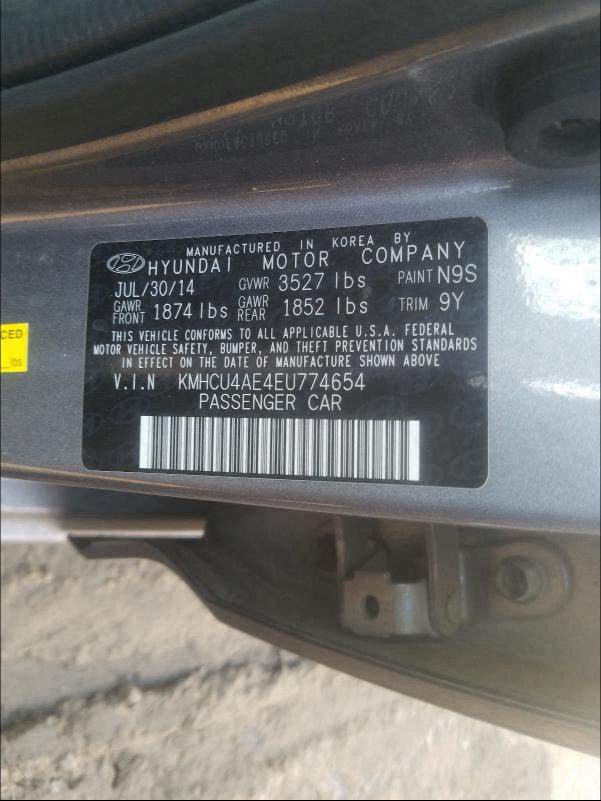 MANUFACTURED IN KOREA BY
HYUNDAI MOTOR COMPANY
JUL/30/14 GVWR 3527 lbs PAINT N9S
GAWR FRONT 1874 lbs GAWR REAR 1852 lbs TRIM 9Y
THIS VEHICLE CONFORMS TO ALL APPLICABLE U.S.A. FEDERAL
MOTOR VEHICLE SAFETY, BUMPER, AND THEFT PREVENTION STANDARDS
IN EFFECT ON THE DATE OF MANUFACTURE SHOWN ABOVE.
V.I.N KMHCU4AE4EU774654
PASSENGER CAR
CED
lbs